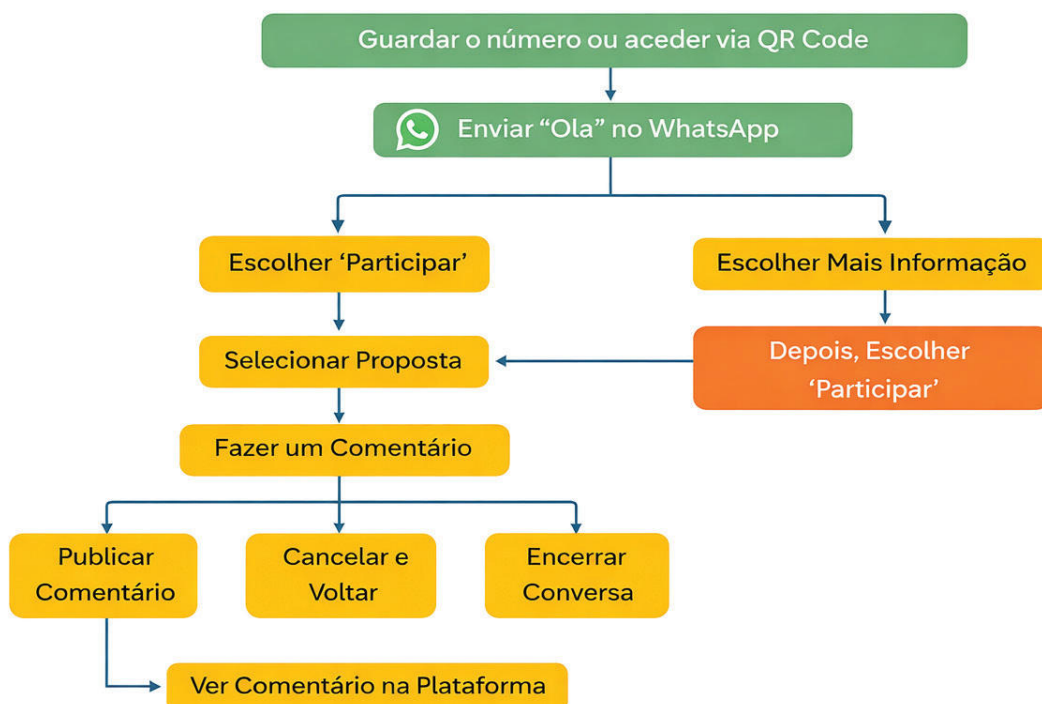 Guardar o número ou aceder via QR Code
Enviar “Ola” no WhatsApp
Escolher ‘Participar’
Escolher Mais Informação
Selecionar Proposta
Depois, Escolher
‘Participar’
Fazer um Comentário
Publicar
Comentário
Cancelar e
Voltar
Encerrar
Conversa
Ver Comentário na Plataforma